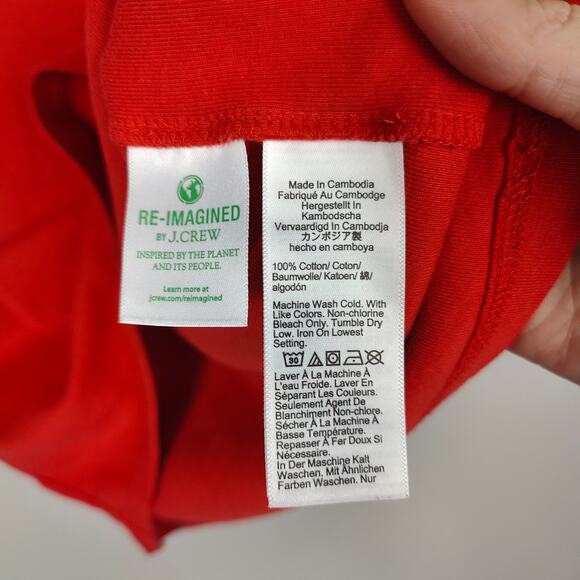 RE-IMAGINED
BY J.CREW
INSPIRED BY THE PLANET
AND ITS PEOPLE.
Learn more at
jcrew.com/reimagined
Made In Cambodia
Fabriqué Au Cambodge
Hergestellt In
Kambodscha
Vervaardigd In Cambodja
カンボジア製
hecho en camboya
100% Cotton/ Coton/
Baumwolle/ Katoen/ 綿/
algodón
Machine Wash Cold. With
Like Colors. Non-chlorine
Bleach Only. Tumble Dry
Low. Iron On Lowest
Setting.
30
Laver À La Machine À
L'eau Froide. Laver En
Séparant Les Couleurs.
Seulement Agent De
Blanchiment Non-chlore.
Sécher À La Machine À
Basse Température.
Repasser À Fer Doux Si
Nécessaire.
In Der Maschine Kalt
Waschen. Mit Ähnlichen
Farben Waschen. Nur